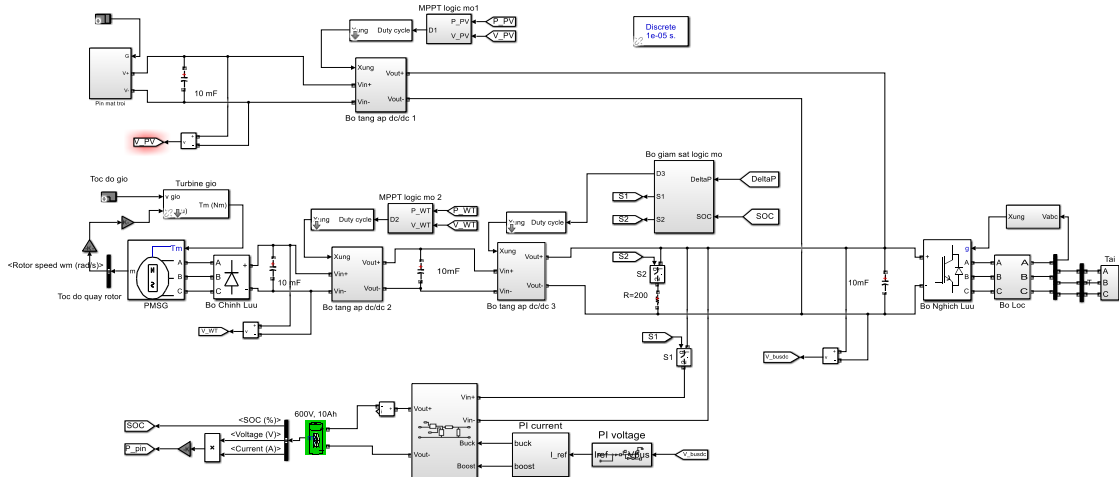 MPPT logic mo1
P_PV
V_PV
D1
Duty cycle
Xung
Discrete
1e-05 s.
G
V+
V-
Pin mat troi
10 mF
Xung
Vin+
Vin-
Vout+
Vout-
Bo tang ap dc/dc 1
V_PV
v
+
-
Toc do gio
Turbine gio
v gio
Tm (Nm)
<Rotor speed wm (rad/s)>
Toc do quay rotor
m
Tm
A
B
C
PMSG
A
B
C
+
-
Bo Chinh Luu
10 mF
V_WT
v
+
-
MPPT logic mo 2
P_WT
V_WT
D2
Duty cycle
Xung
Vin+
Vin-
Vout+
Vout-
Bo tang ap dc/dc 2
10mF
Duty cycle
Xung
Vin+
Vin-
Vout+
Vout-
Bo tang ap dc/dc 3
Bo giam sat logic mo
D3
S1
S2
DeltaP
SOC
DeltaP
SOC
S1
S2
S2
S2
R=200
S1
S1
10mF
V_busdc
v
+
-
g
+
-
A
B
C
Bo Nghich Luu
A
B
C
A
B
C
Bo Loc
Xung
Vabc
Tai
A
B
C
SOC
P_pin
×
<SOC (%)>
<Voltage (V)>
<Current (A)>
600V, 10Ah
Vout+
Vout-
Vin+
Vin-
Buck
Boost
PI current
buck
boost
I_ref
PI voltage
Iref
Vbus
V_busdc